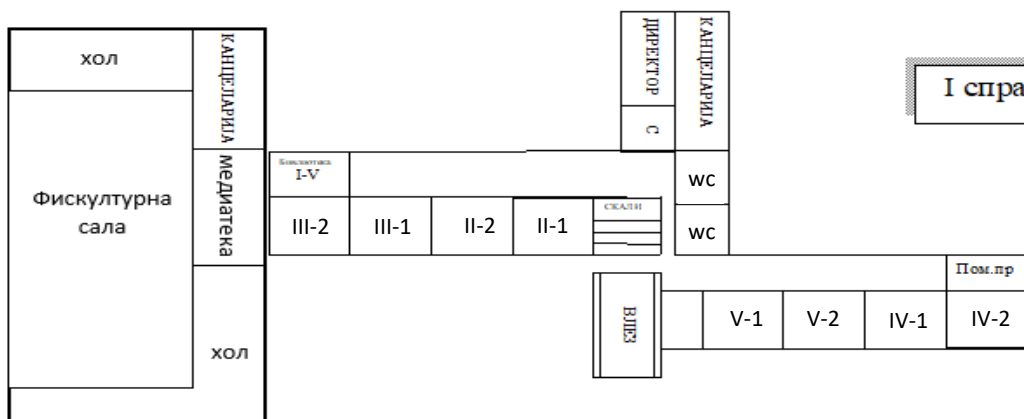 хол
КАНЦЕЛАРИЈА
ДИРЕКТОР
С
КАНЦЕЛАРИЈА
I спра
Фискултурна
сала
медиатека
Библиотека
I-V
wc
wc
III-2
III-1
II-2
II-1
СКАЛИ
Пом.пр
ВЛЕЗ
V-1
V-2
IV-1
IV-2
хол